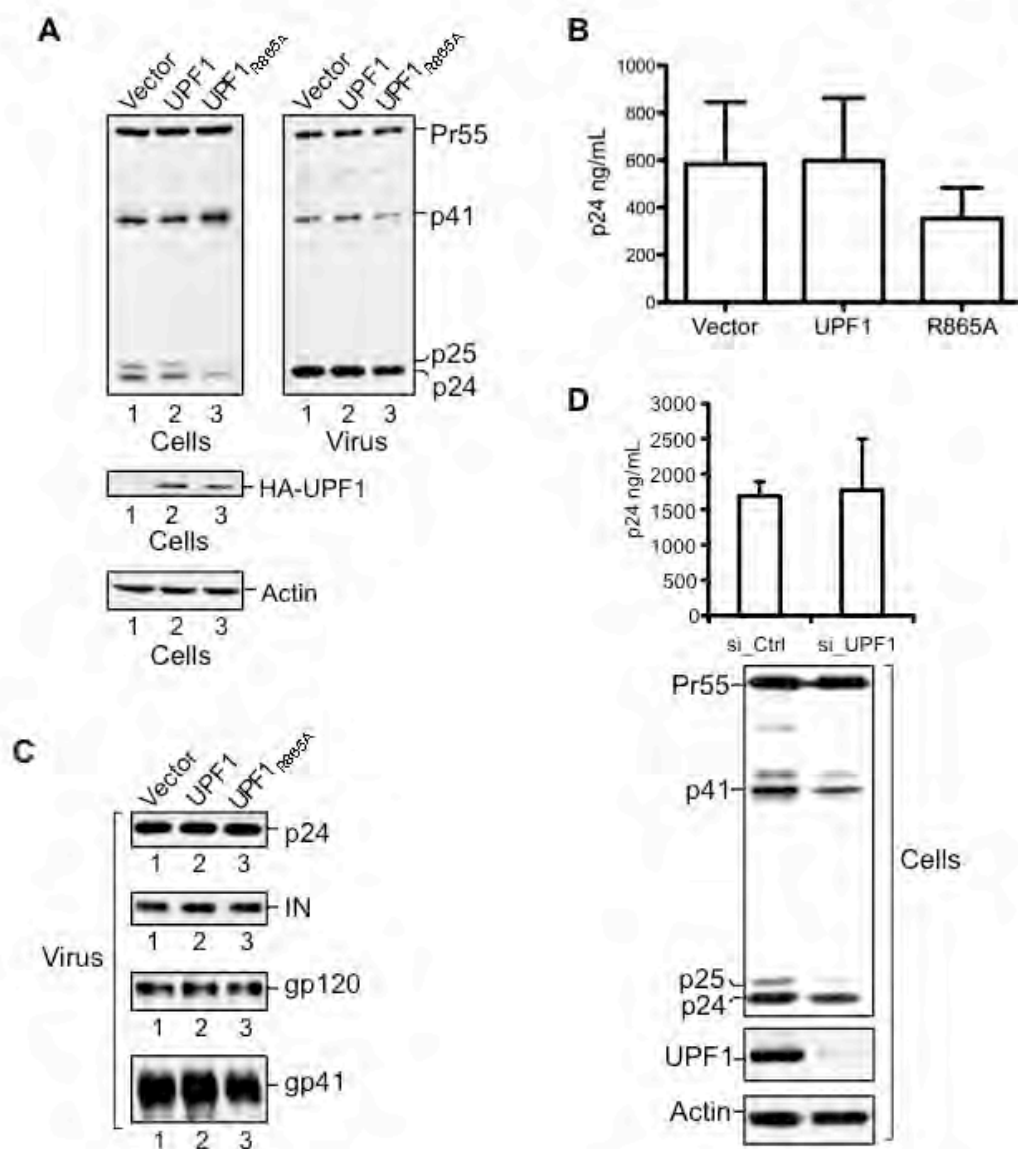 A
Vector UPF1 UPF1R865A
Vector UPF1 UPF1R865A
Pr55
p41
p25
p24
1 2 3
Cells
1 2 3
Virus
HA-UPF1
1 2 3
Cells
Actin
1 2 3
Cells
B
1000
800
600
400
200
0
p24 ng/mL
Vector UPF1 R865A
C
Vector UPF1 UPF1R865A
Virus
p24
1 2 3
IN
1 2 3
gp120
1 2 3
gp41
1 2 3
D
3000
2500
2000
1500
1000
500
0
p24 ng/mL
si_Ctrl si_UPF1
Pr55
p41
p25
p24
UPF1
Actin
Cells